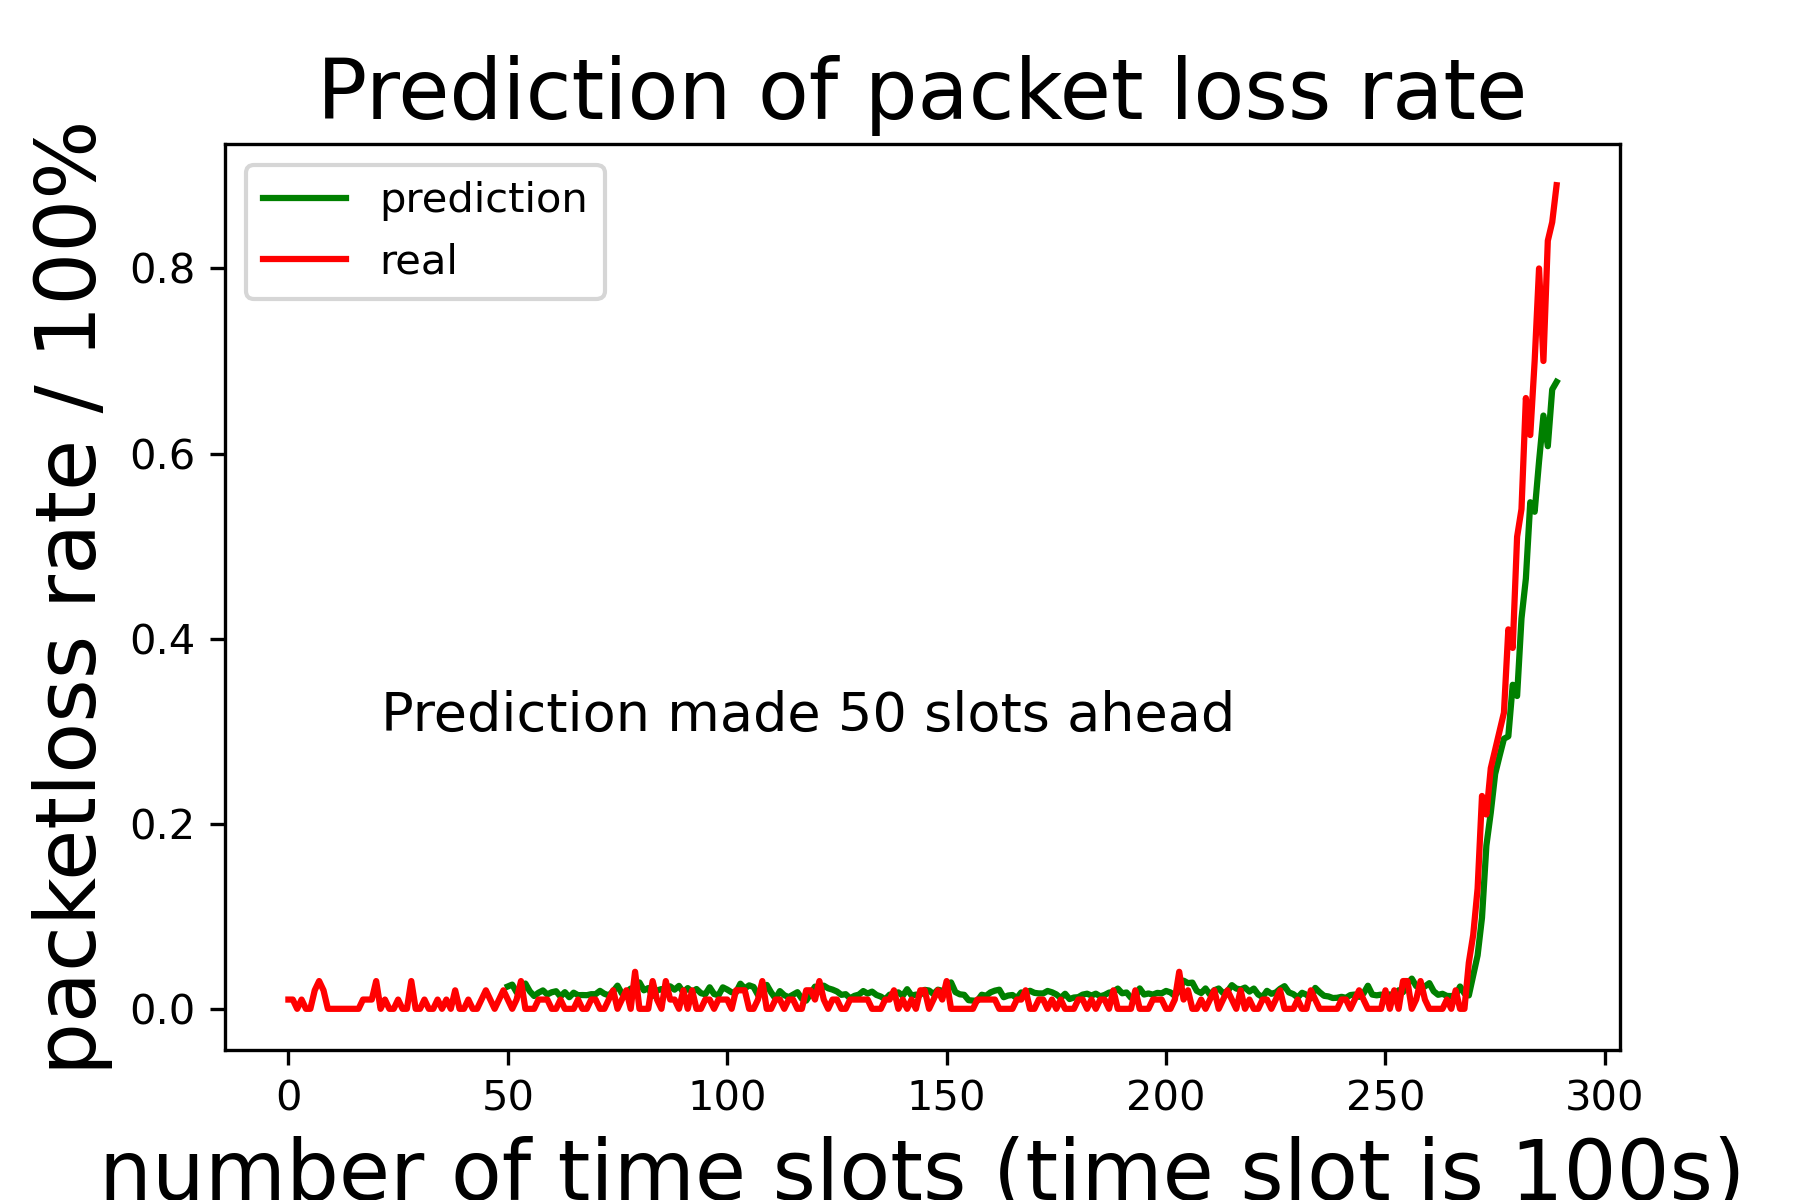 Prediction of packet loss rate
prediction
real
packetloss rate / 100%
0.8
0.6
0.4
0.2
0.0
Prediction made 50 slots ahead
0 50 100 150 200 250 300
number of time slots (time slot is 100s)